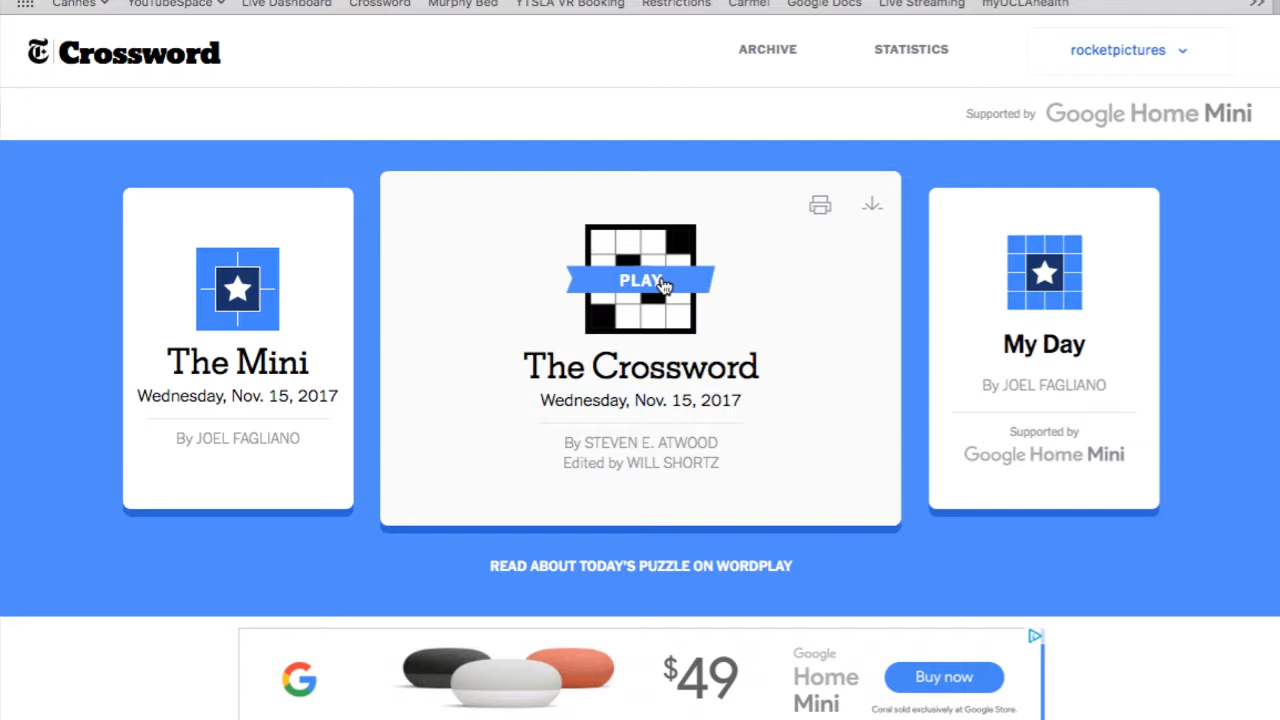 Cannes YouTubeSpace Live Dashboard Crossword Murphy Bed YTSLA VR Booking Restrictions Carmel Google Docs Live Streaming myUCLAhealth >>
T Crossword ARCHIVE STATISTICS rocketpictures
Supported by Google Home Mini
PLAY
The Mini
Wednesday, Nov. 15, 2017
By JOEL FAGLIANO
The Crossword
Wednesday, Nov. 15, 2017
By STEVEN E. ATWOOD
Edited by WILL SHORTZ
My Day
By JOEL FAGLIANO
Supported by
Google Home Mini
READ ABOUT TODAY'S PUZZLE ON WORDPLAY
G
$49
Google
Home
Mini
Buy now
Coral sold exclusively at Google Store.